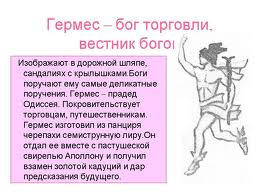 Гермес – бог торговли,
вестник богов
Изображают в дорожной шляпе,
сандалиях с крылышками.Боги
поручают ему самые деликатные
поручения. Гермес - прадед
Одиссея. Покровительствует
торговцам, путешественникам.
Гермес изготовил из панциря
черепахи семиструнную лиру.Он
отдал ее вместе с пастушеской
свирелью Аполлону и получил
взамен золотой кадуций и дар
предсказания будущего.